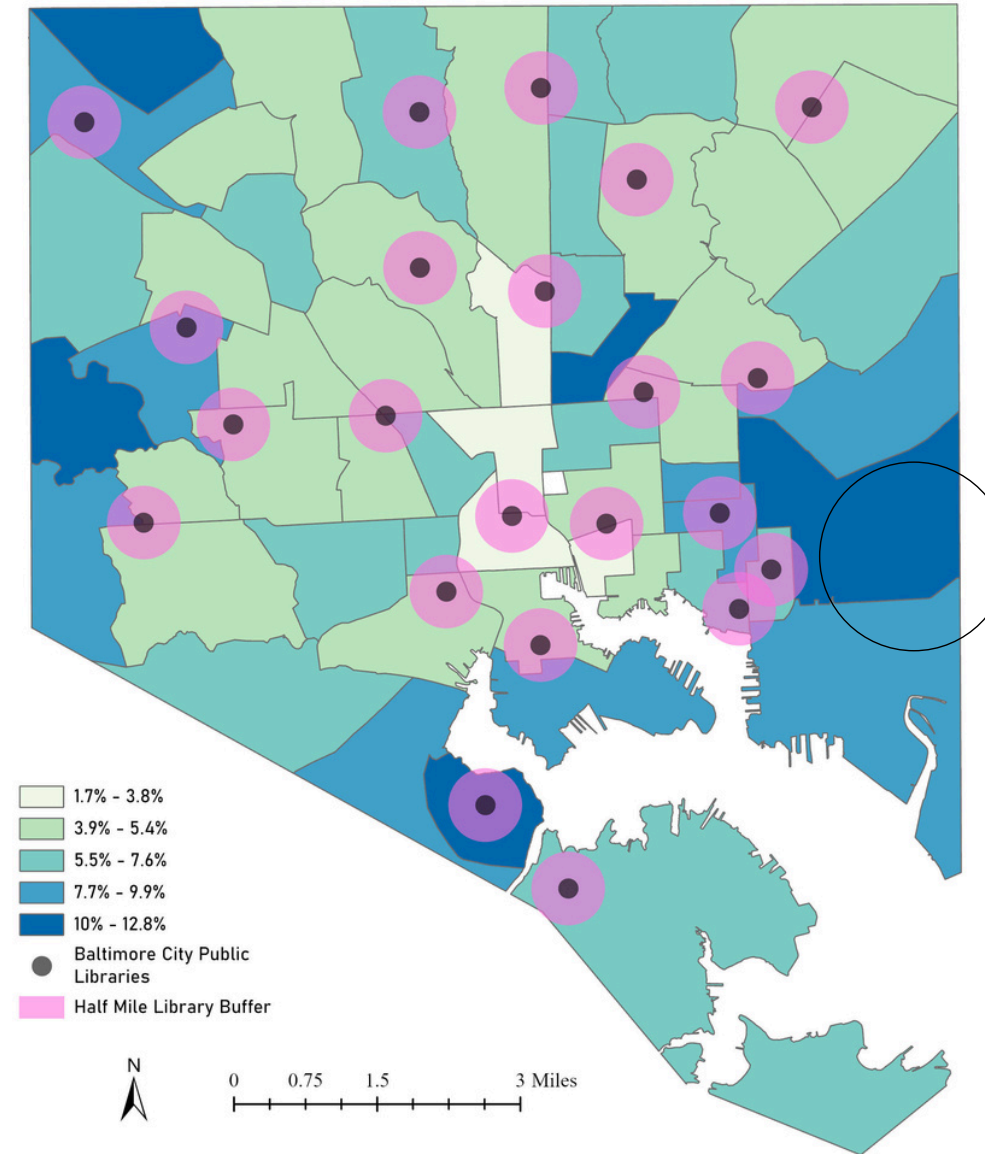 1.7% - 3.8%
3.9% - 5.4%
5.5% - 7.6%
7.7% - 9.9%
10% - 12.8%
Baltimore City Public
Libraries
Half Mile Library Buffer
N
0 0.75 1.5 3 Miles